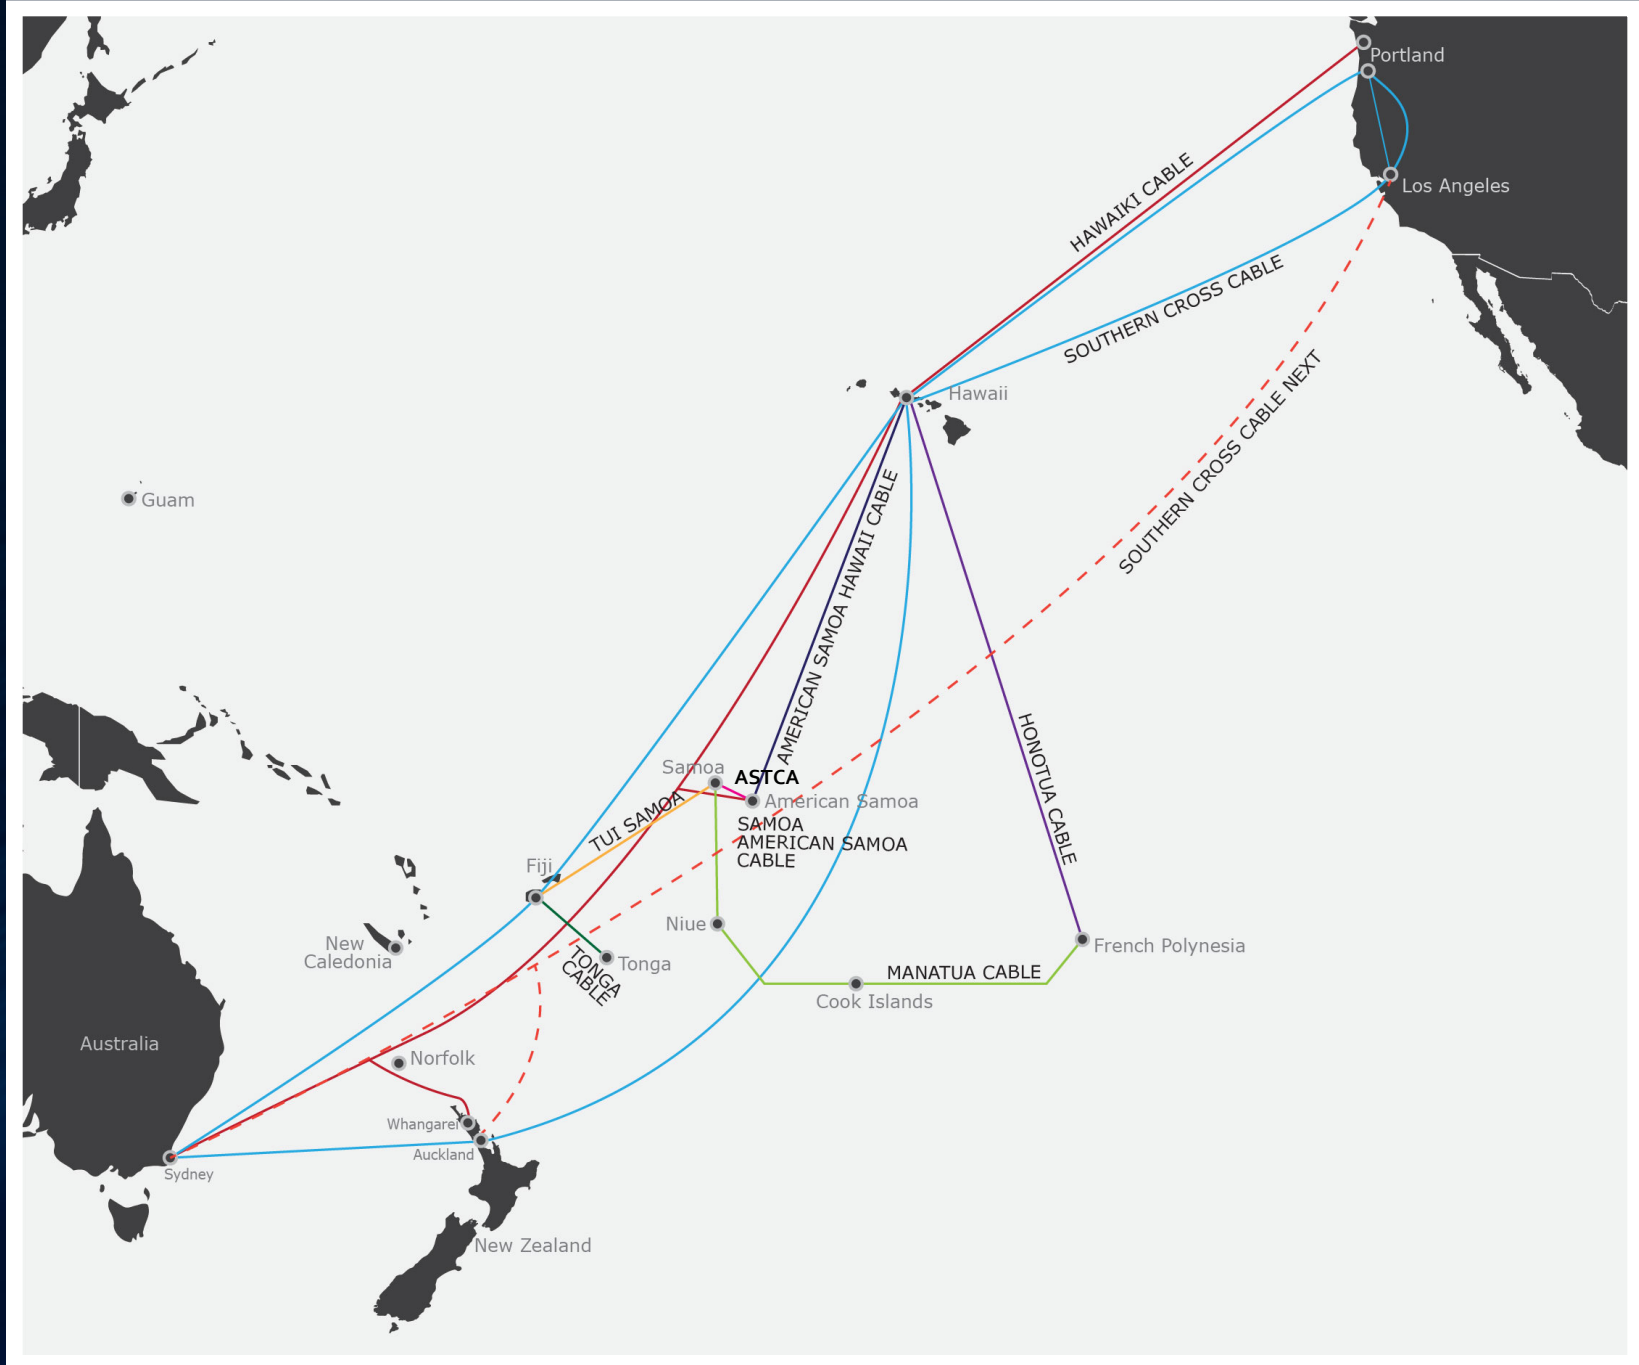 Portland
HAWAIKI CABLE
Los Angeles
SOUTHERN CROSS CABLE
SOUTHERN CROSS CABLE NEXT
Hawaii
Guam
AMERICAN SAMOA HAWAII CABLE
HONOTUA CABLE
Samoa
ASTCA
American Samoa
TUI SAMOA
SAMOA
AMERICAN SAMOA
CABLE
Fiji
Niue
New
Caledonia
French Polynesia
Tonga
TONGA
CABLE
MANATUA CABLE
Cook Islands
Australia
Norfolk
Whangarei
Auckland
Sydney
New Zealand